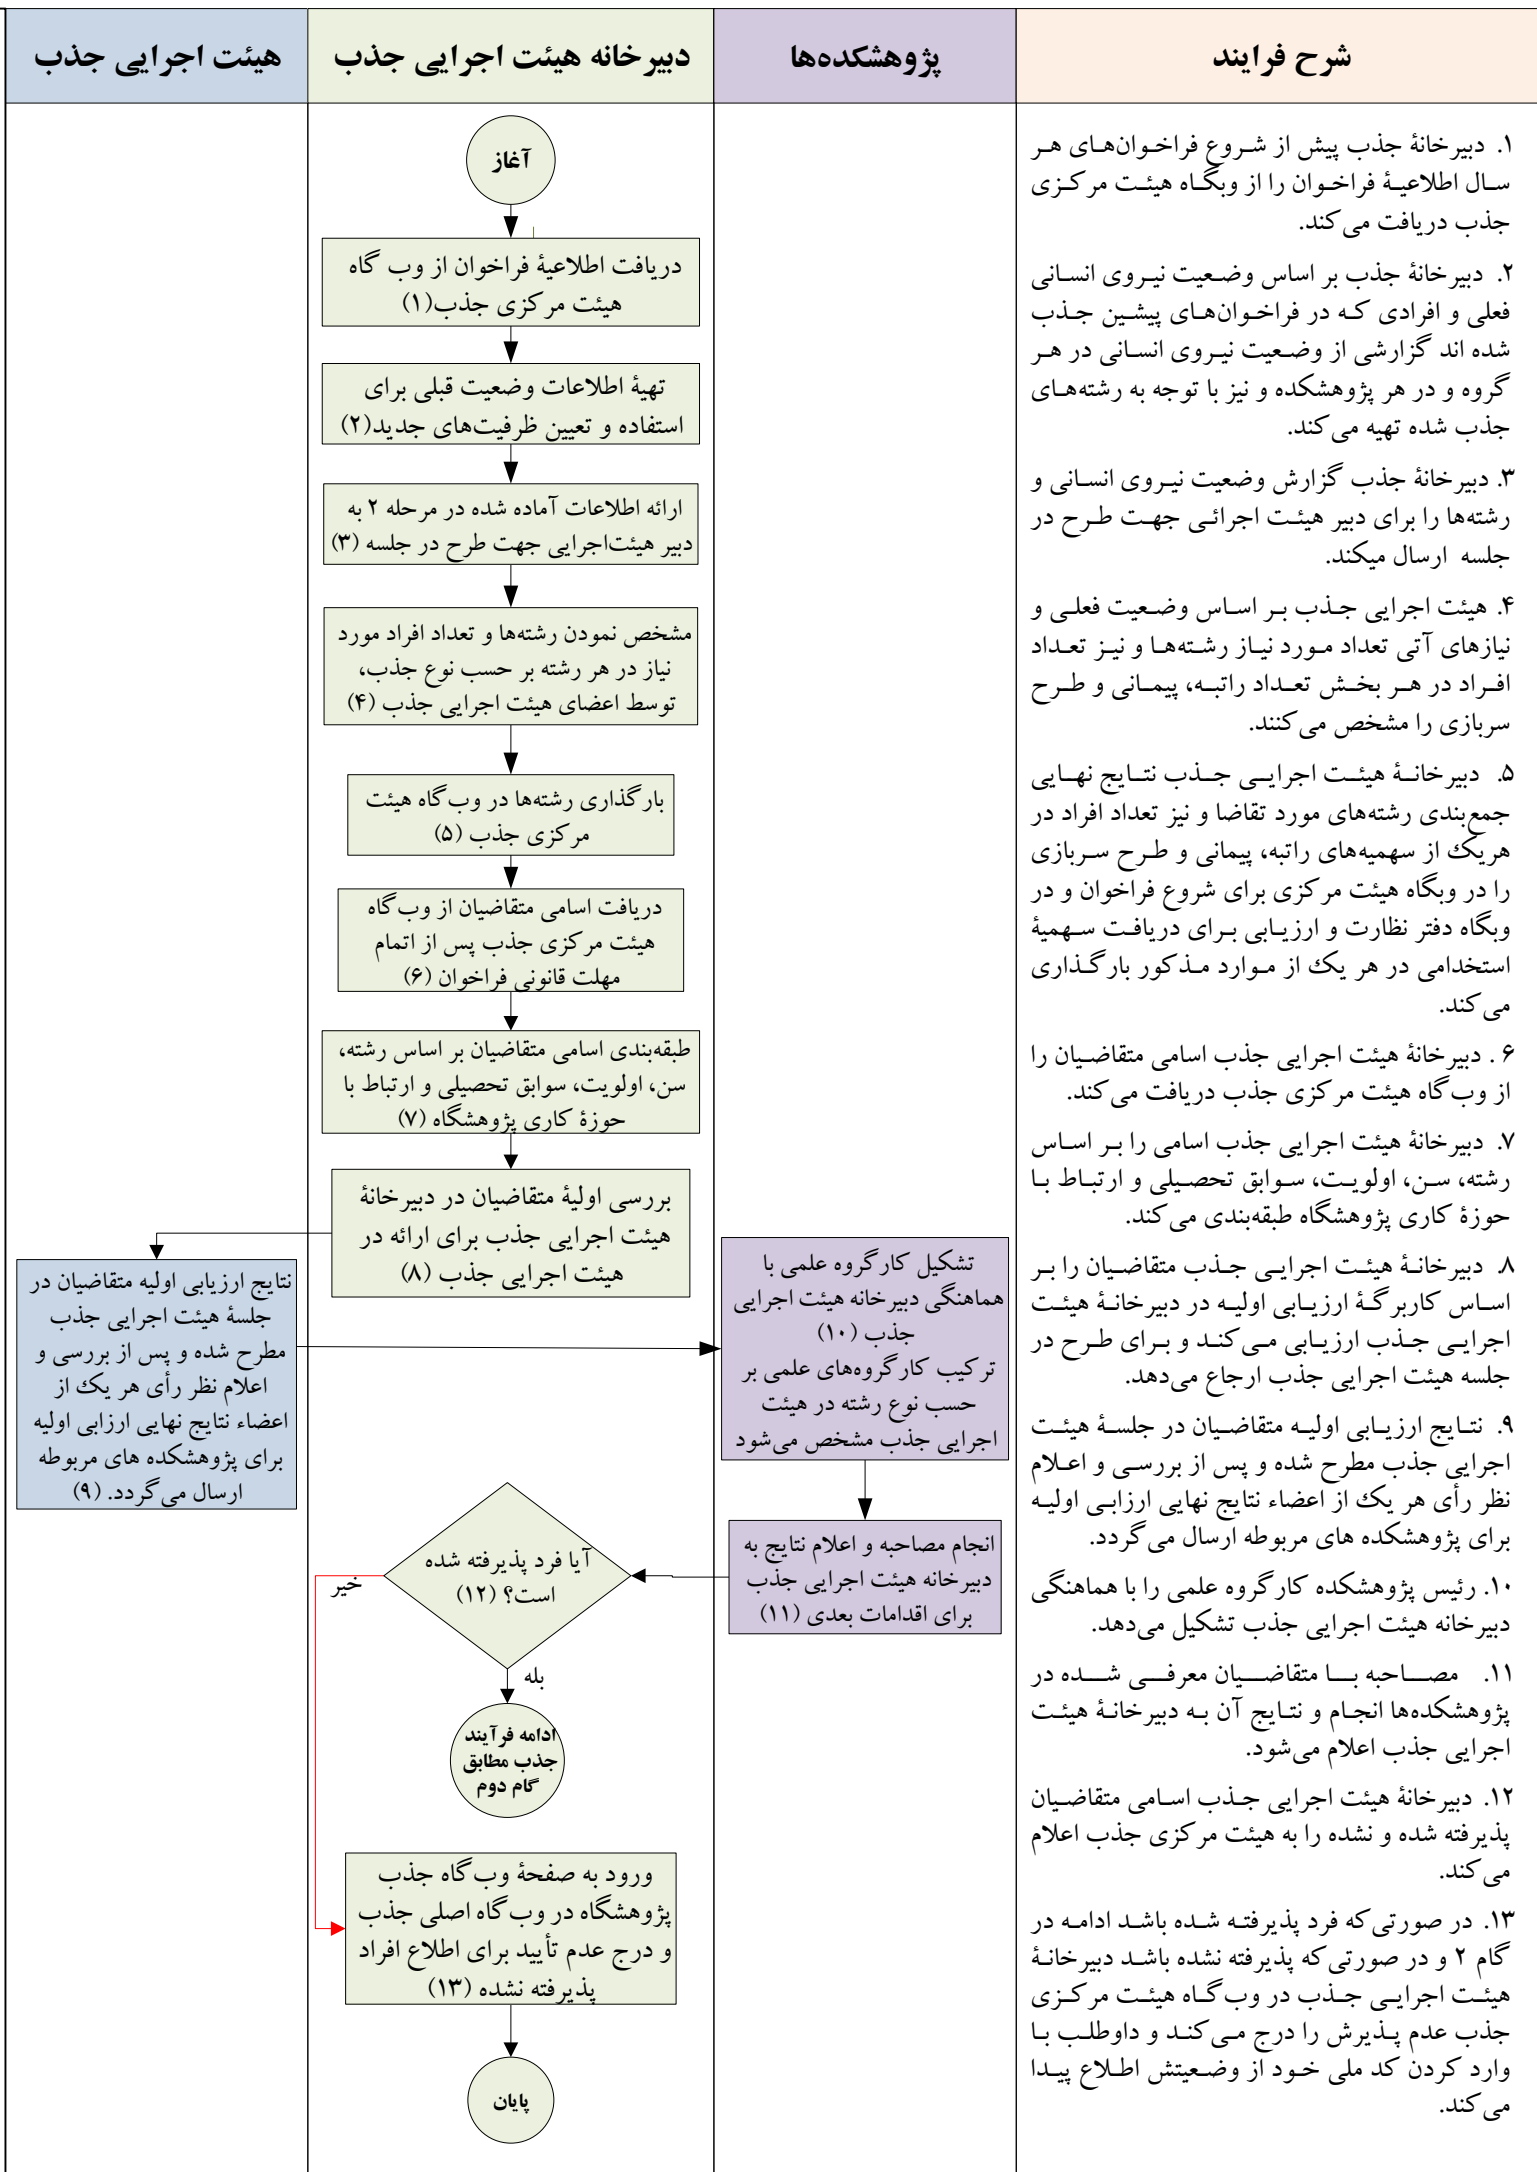 شرح فرایند
پژوهشکده‌ها
دبیرخانه هیئت اجرایی جذب
هیئت اجرایی جذب
۱. دبیرخانهٔ جذب پیش از شروع فراخوان‌های هر
سال اطلاعیهٔ فراخوان را از وبگاه هیئت مرکزی
جذب دریافت می‌کند.
۲. دبیرخانهٔ جذب بر اساس وضعیت نیروی انسانی
فعلی و افرادی که در فراخوان‌های پیشین جذب
شده اند گزارشی از وضعیت نیروی انسانی در هر
گروه و در هر پژوهشکده و نیز با توجه به رشته‌های
جذب شده تهیه می‌کند.
۳. دبیرخانهٔ جذب گزارش وضعیت نیروی انسانی و
رشته‌ها را برای دبیر هیئت اجرائی جهت طرح در
جلسه ارسال میکند.
۴. هیئت اجرایی جذب بر اساس وضعیت فعلی و
نیازهای آتی تعداد مورد نیاز رشته‌ها و نیز تعداد
افراد در هر بخش تعداد راتبه، پیمانی و طرح
سربازی را مشخص می‌کنند.
۵. دبیرخانهٔ هیئت اجرایی جذب نتایج نهایی
جمع‌بندی رشته‌های مورد تقاضا و نیز تعداد افراد در
هریک از سهمیه‌های راتبه، پیمانی و طرح سربازی
را در وبگاه هیئت مرکزی برای شروع فراخوان و در
وبگاه دفتر نظارت و ارزیابی برای دریافت سهمیهٔ
استخدامی در هر یک از موارد مذکور بارگذاری
می‌کند.
۶ . دبیرخانهٔ هیئت اجرایی جذب اسامی متقاضیان را
از وب‌گاه هیئت مرکزی جذب دریافت می‌کند.
۷. دبیرخانهٔ هیئت اجرایی جذب اسامی را بر اساس
رشته، سن، اولویت، سوابق تحصیلی و ارتباط با
حوزهٔ کاری پژوهشگاه طبقه‌بندی می‌کند.
۸. دبیرخانهٔ هیئت اجرایی جذب متقاضیان را بر
اساس کاربرگهٔ ارزیابی اولیه در دبیرخانهٔ هیئت
اجرایی جذب ارزیابی می‌کند و برای طرح در
جلسه هیئت اجرایی جذب ارجاع می‌دهد.
۹. نتایج ارزیابی اولیه متقاضیان در جلسهٔ هیئت
اجرایی جذب مطرح شده و پس از بررسی و اعلام
نظر رأی هر یک از اعضاء نتایج نهایی ارزابی اولیه
برای پژوهشکده های مربوطه ارسال می‌گردد.
۱۰. رئیس پژوهشکده کارگروه علمی را با هماهنگی
دبیرخانه هیئت اجرایی جذب تشکیل می‌دهد.
۱۱. مصاحبه با متقاضیان معرفی شده در
پژوهشکده‌ها انجام و نتایج آن به دبیرخانهٔ هیئت
اجرایی جذب اعلام می‌شود.
۱۲. دبیرخانهٔ هیئت اجرایی جذب اسامی متقاضیان
پذیرفته شده و نشده را به هیئت مرکزی جذب اعلام
می‌کند.
۱۳. در صورتی‌که فرد پذیرفته شده باشد ادامه در
گام ۲ و در صورتی‌که پذیرفته نشده باشد دبیرخانهٔ
هیئت اجرایی جذب در وب‌گاه هیئت مرکزی
جذب عدم پذیرش را درج می‌کند و داوطلب با
وارد کردن کد ملی خود از وضعیتش اطلاع پیدا
می‌کند.
آغاز
دریافت اطلاعیهٔ فراخوان از وب گاه
هیئت مرکزی جذب(۱)
تهیهٔ اطلاعات وضعیت قبلی برای
استفاده و تعیین ظرفیت‌های جدید(۲)
ارائه اطلاعات آماده شده در مرحله ۲ به
دبیر هیئت‌اجرایی جهت طرح در جلسه (۳)
مشخص نمودن رشته‌ها و تعداد افراد مورد
نیاز در هر رشته بر حسب نوع جذب،
توسط اعضای هیئت اجرایی جذب (۴)
بارگذاری رشته‌ها در وب‌گاه هیئت
مرکزی جذب (۵)
دریافت اسامی متقاضیان از وب‌گاه
هیئت مرکزی جذب پس از اتمام
مهلت قانونی فراخوان (۶)
طبقه‌بندی اسامی متقاضیان بر اساس رشته،
سن، اولویت، سوابق تحصیلی و ارتباط با
حوزهٔ کاری پژوهشگاه (۷)
بررسی اولیهٔ متقاضیان در دبیرخانهٔ
هیئت اجرایی جذب برای ارائه در
هیئت اجرایی جذب (۸)
نتایج ارزیابی اولیه متقاضیان در
جلسهٔ هیئت اجرایی جذب
مطرح شده و پس از بررسی و
اعلام نظر رأی هر یک از
اعضاء نتایج نهایی ارزابی اولیه
برای پژوهشکده های مربوطه
ارسال می‌گردد. (۹)
تشکیل کارگروه علمی با
هماهنگی دبیرخانه هیئت اجرایی
جذب (۱۰)
ترکیب کارگروه‌های علمی بر
حسب نوع رشته در هیئت
اجرایی جذب مشخص می‌شود
انجام مصاحبه و اعلام نتایج به
دبیرخانه هیئت اجرایی جذب
برای اقدامات بعدی (۱۱)
آیا فرد پذیرفته شده
است؟ (۱۲)
خیر
بله
ادامه فرآیند
جذب مطابق
گام دوم
ورود به صفحهٔ وب‌گاه جذب
پژوهشگاه در وب‌گاه اصلی جذب
و درج عدم تأیید برای اطلاع افراد
پذیرفته نشده (۱۳)
پایان